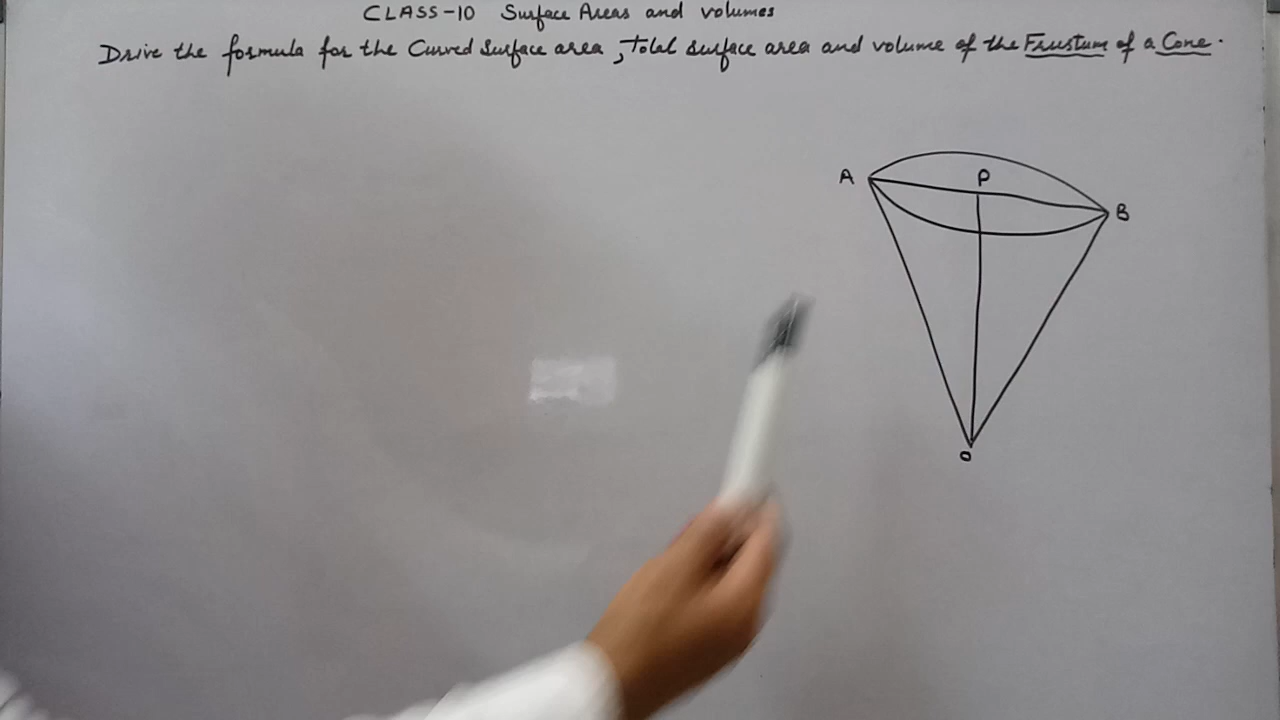 CLASS-10 Surface Areas and volumes
Drive the formula for the Curved Surface area, Total surface area and volume of the Frustum of a Cone.
A
P
B
O